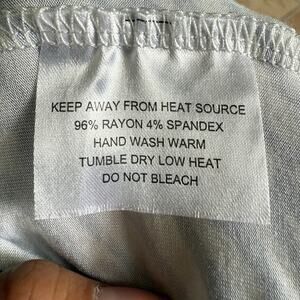 KEEP AWAY FROM HEAT SOURCE
96% RAYON 4% SPANDEX
HAND WASH WARM
TUMBLE DRY LOW HEAT
DO NOT BLEACH